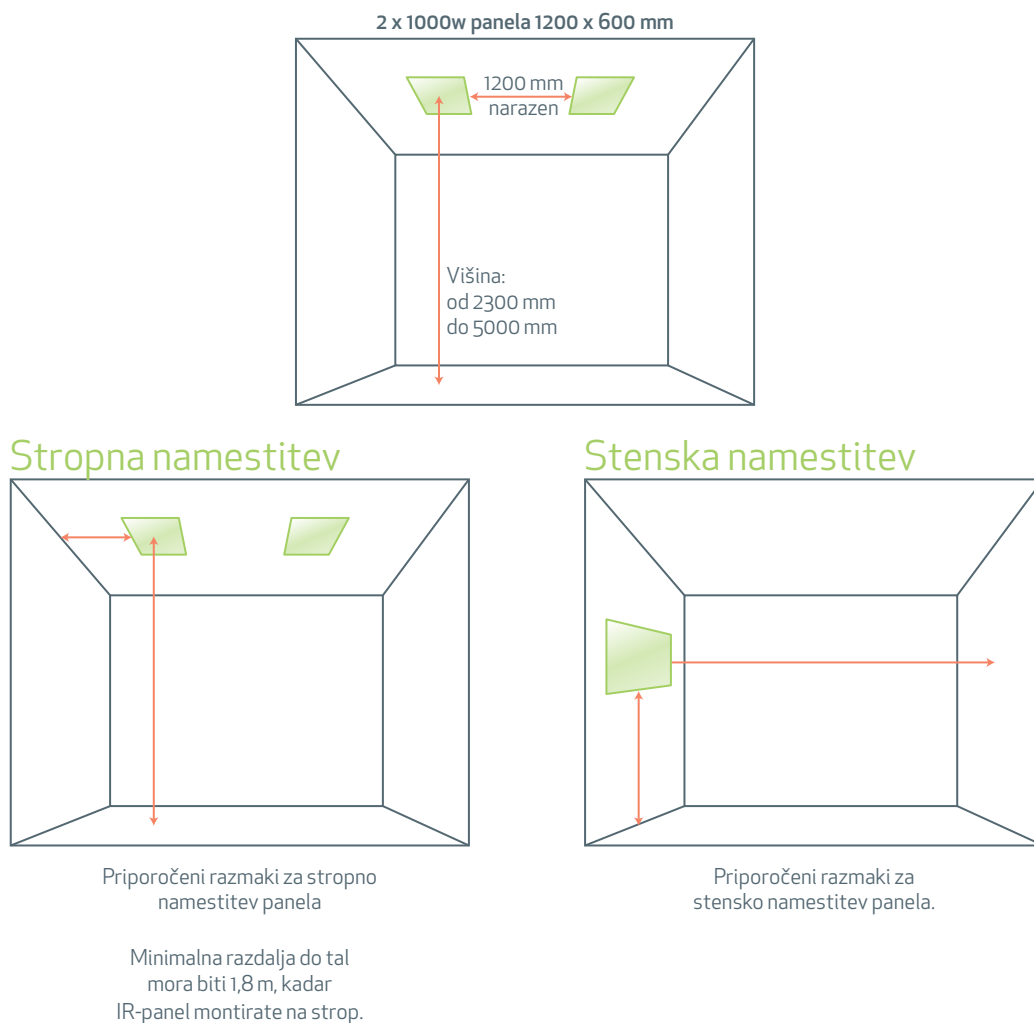 2 x 1000w panela 1200 x 600 mm
1200 mm
narazen
Višina:
od 2300 mm
do 5000 mm
Stropna namestitev
Priporočeni razmaki za stropno
namestitev panela
Minimalna razdalja do tal
mora biti 1,8 m, kadar
IR-panel montirate na strop.
Stenska namestitev
Priporočeni razmaki za
stensko namestitev panela.